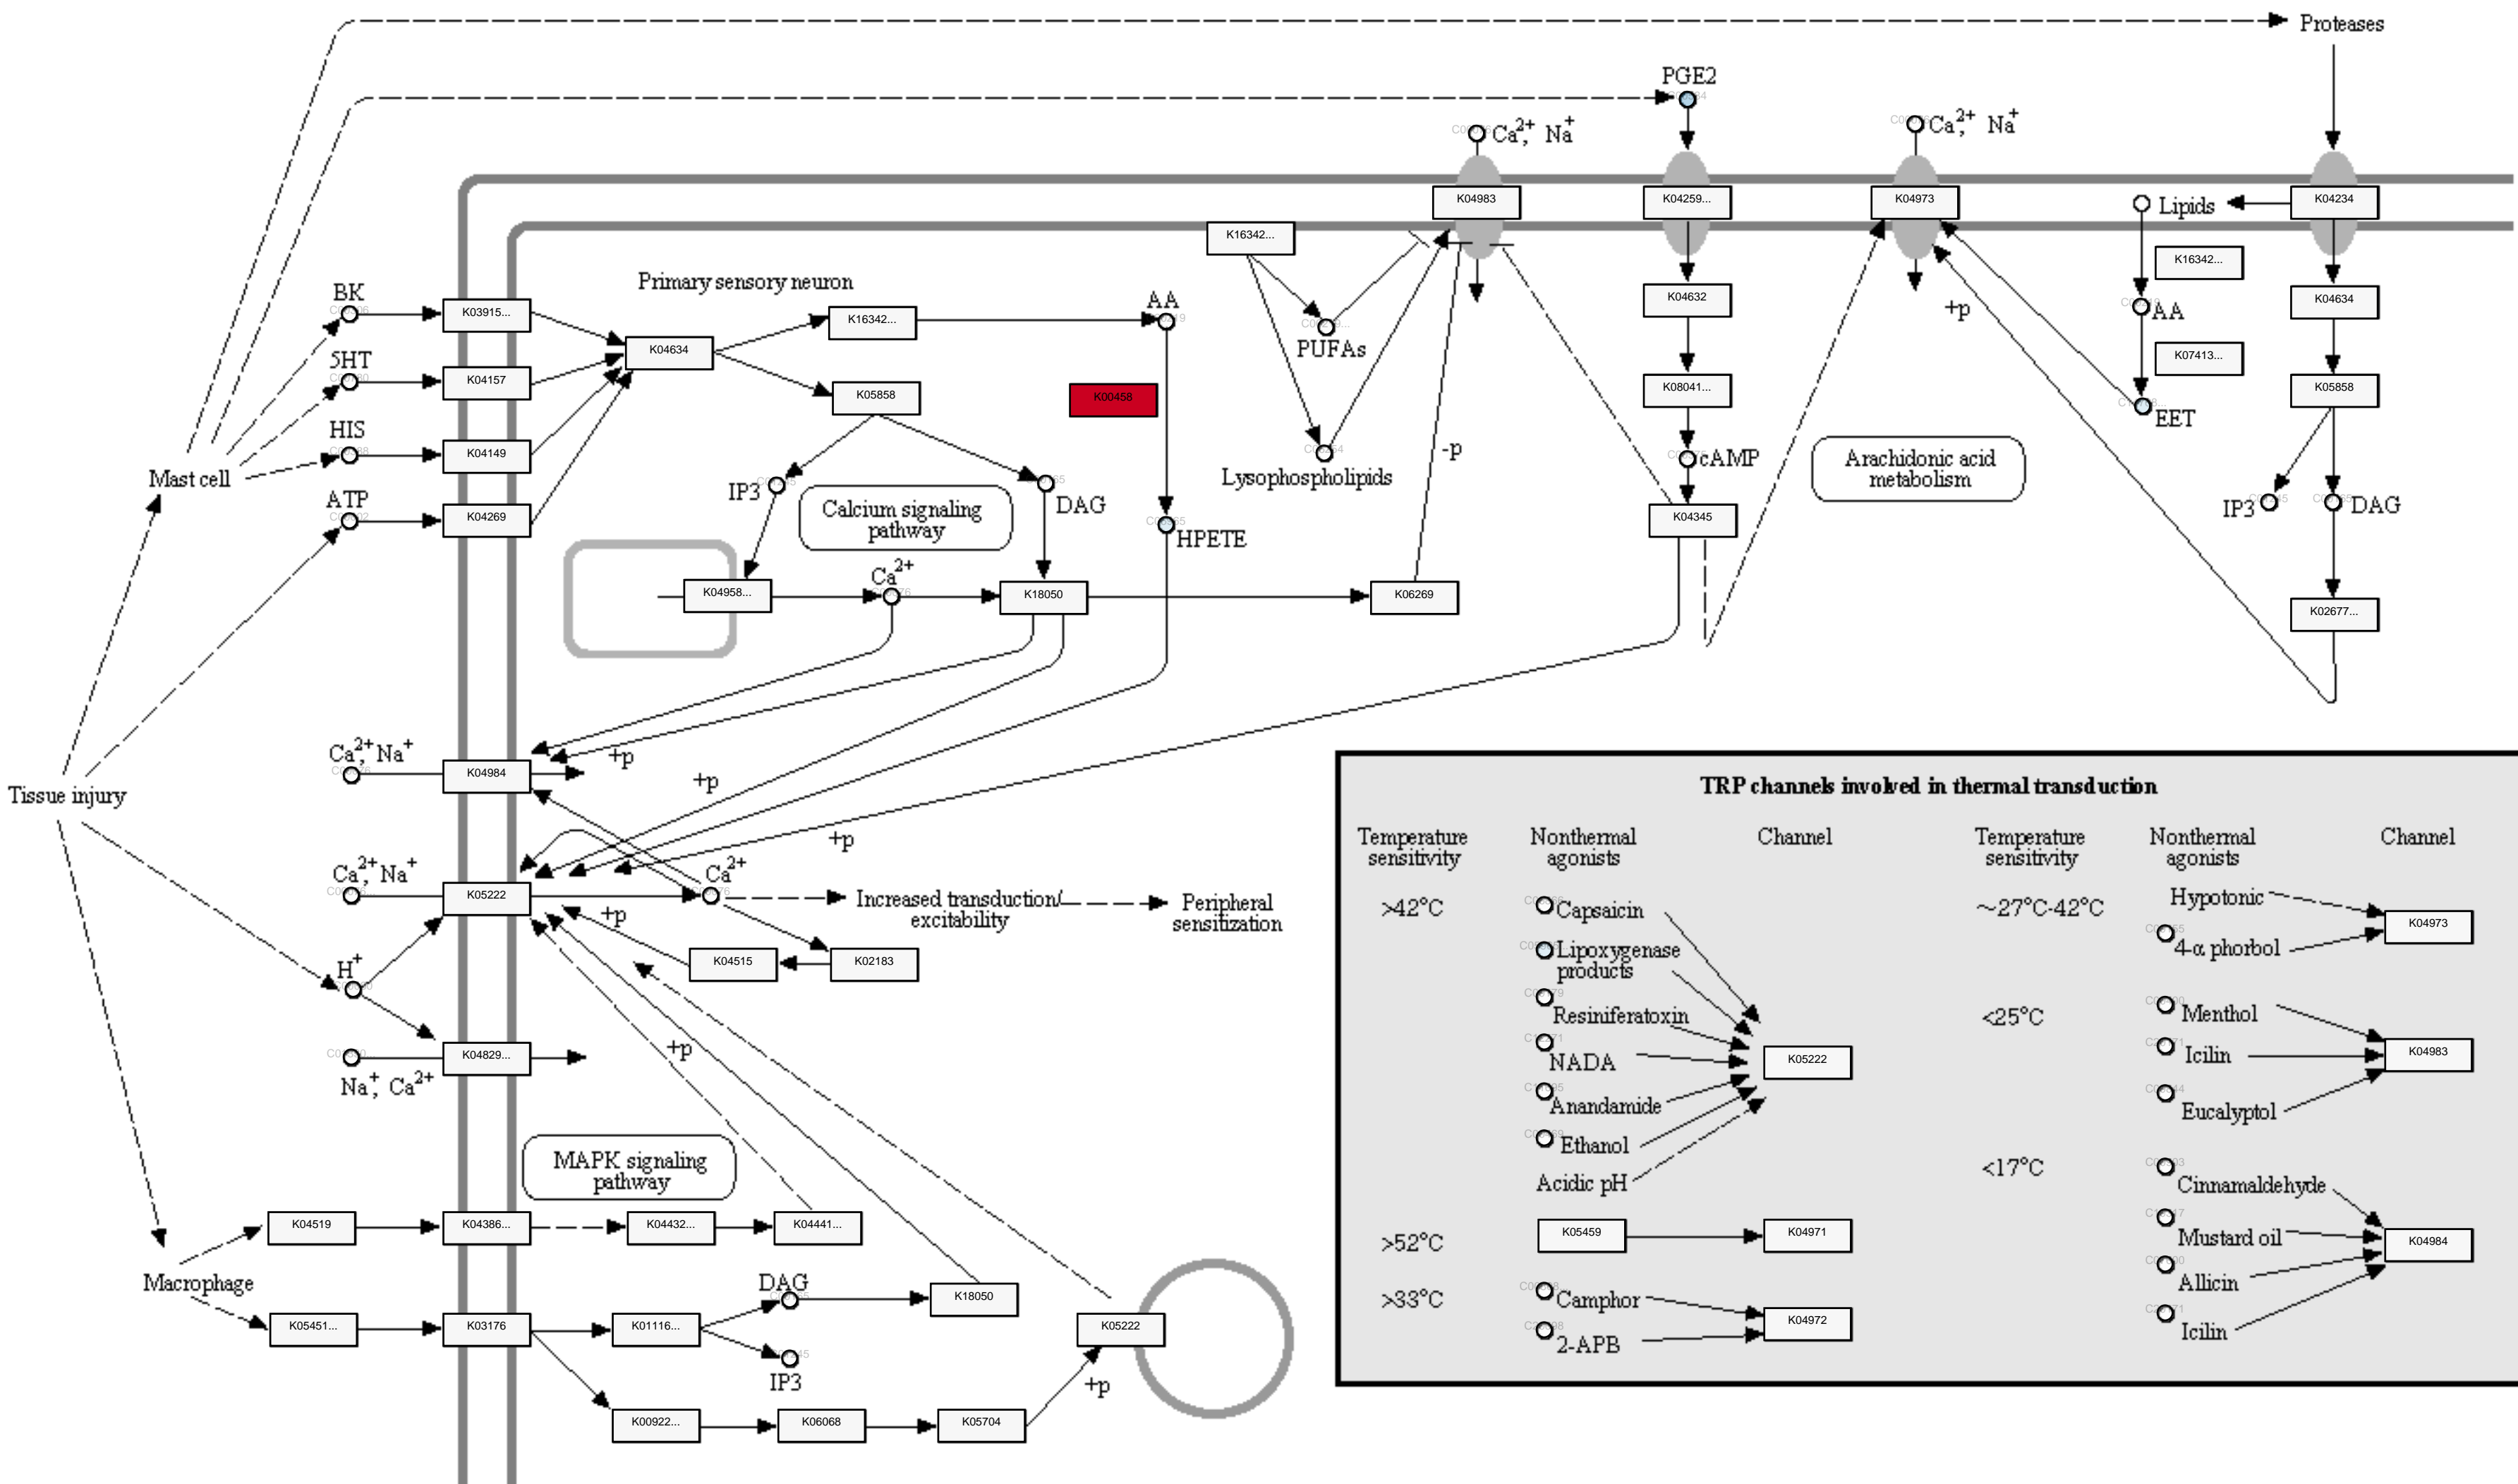 Proteases
PGE2
Ca2+, Na+
Ca2+, Na+
K04983
K04259...
K04973
Lipids
K04234
K16342...
K16342...
Primary sensory neuron
BK
K03915...
K16342...
AA
K04632
+p
AA
K04634
PUFAs
K04634
5HT
K04157
K07413...
K05858
K00458
K08041...
K05858
EET
HIS
K04149
-p
cAMP
Arachidonic acid
metabolism
Mast cell
Lysophospholipids
IP3
DAG
IP3
DAG
ATP
K04269
Calcium signaling
pathway
K04345
HPETE
Ca2+
K04958...
K18050
K06269
K02677...
Ca2+, Na+
+p
K04984
+p
Tissue injury
+p
Ca2+, Na+
K05222
Ca2+
Increased transduction/
excitability
Peripheral
sensitization
+p
K04515
K02183
H+
K04829...
Na+, Ca2+
+p
MAPK signaling
pathway
K04519
K04386...
K04432...
K04441...
Macrophage
DAG
K18050
K05451...
K03176
K01116...
K05222
IP3
+p
K00922...
K06068
K05704
TRP channels involved in thermal transduction
Temperature
sensitivity
Nonthermal
agonists
Channel
Temperature
sensitivity
Nonthermal
agonists
Channel
>42°C
Capsaicin
Lipoxygenase
products
Resiniferatoxin
NADA
K05222
Anandamide
Ethanol
Acidic pH
>52°C
K05459
K04971
>33°C
Camphor
K04972
2-APB
~27°C-42°C
Hypotonic
K04973
4-α phorbol
<25°C
Menthol
Icilin
K04983
Eucalyptol
<17°C
Cinnamaldehyde
Mustard oil
K04984
Allicin
Icilin